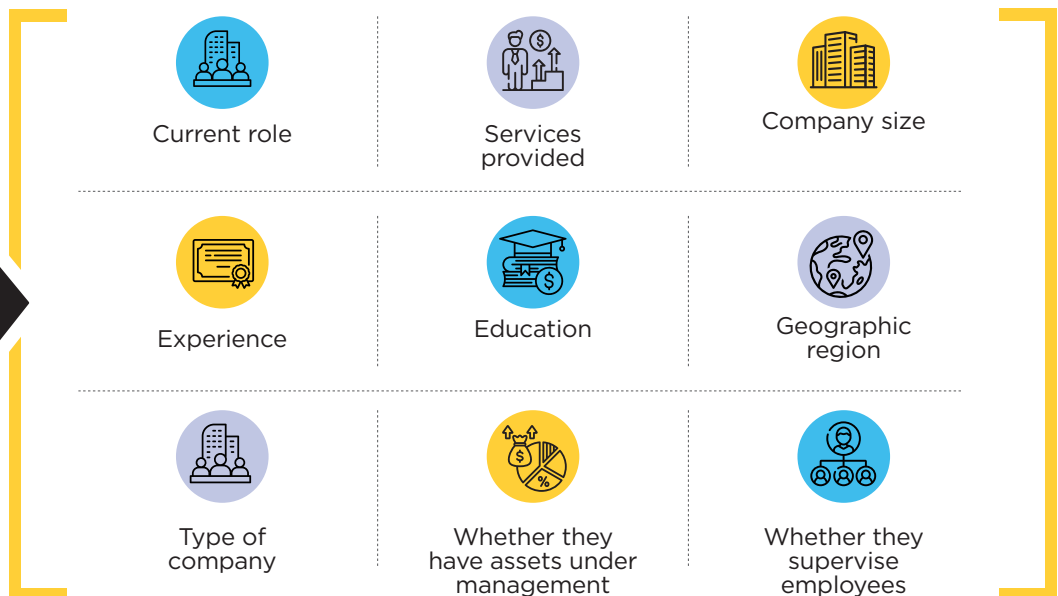 Current role
Services
provided
Company size
Experience
Education
Geographic
region
Type of
company
Whether they
have assets under
management
Whether they
supervise
employees
$
$
$
%